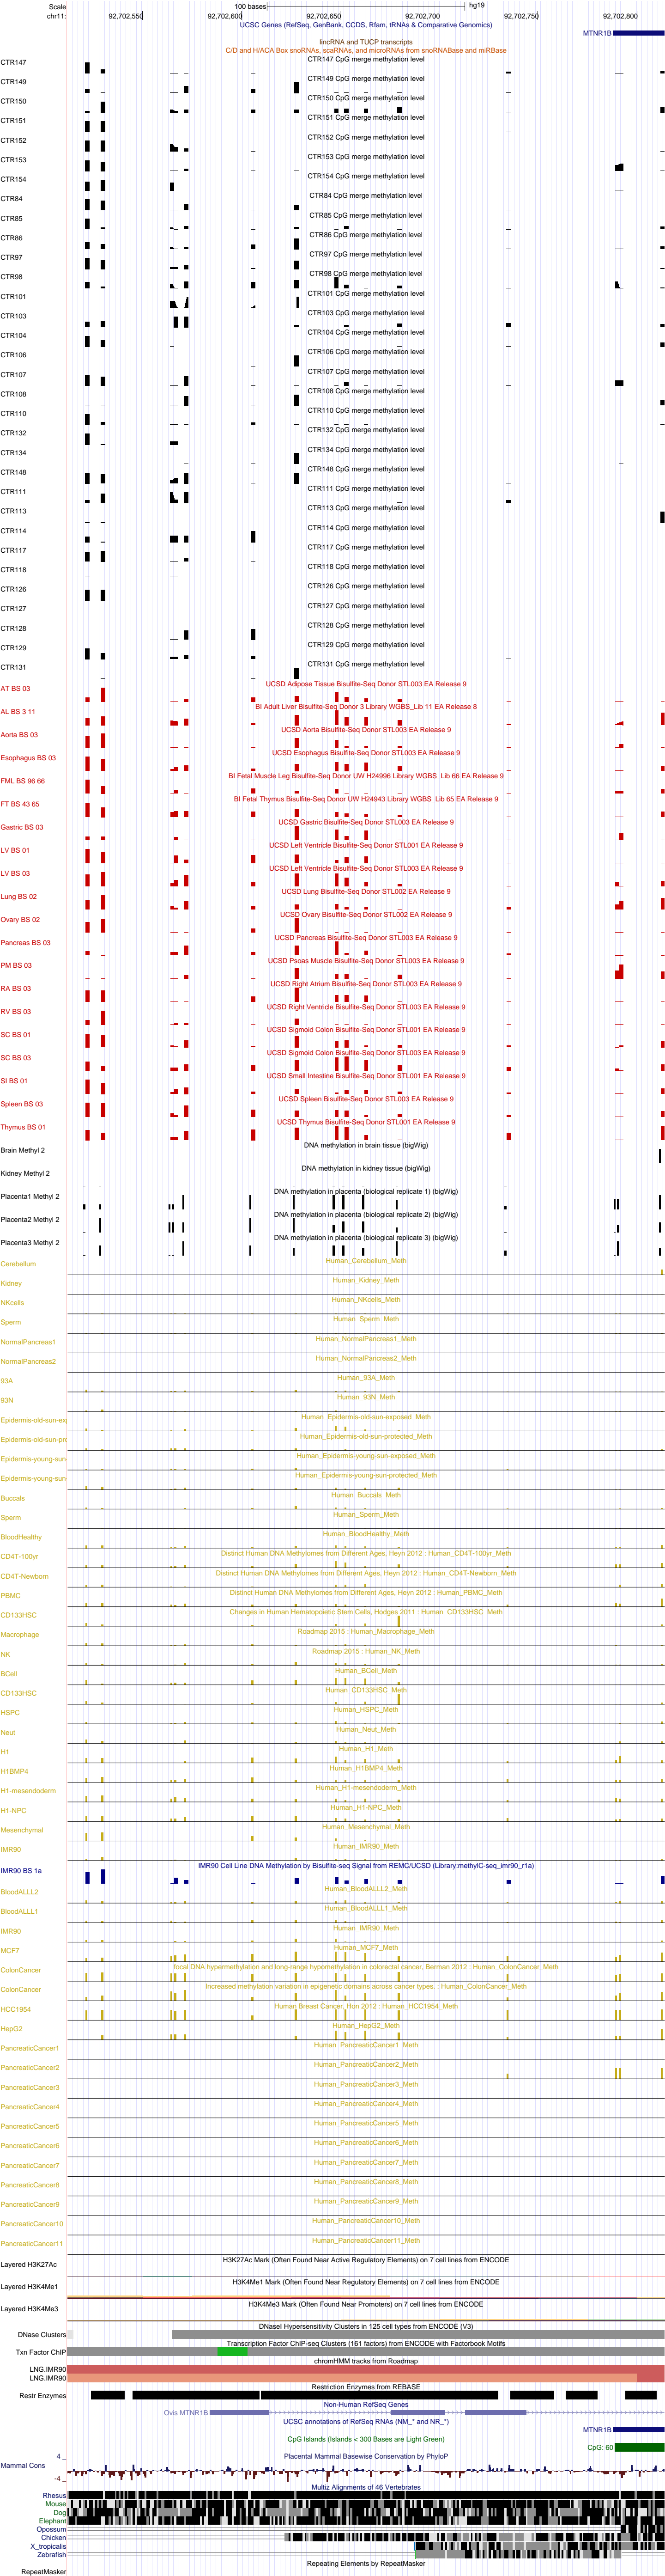 Scale 100 bases hg19
chr11: 92,702,550 92,702,600 92,702,650 92,702,700 92,702,750 92,702,800
UCSC Genes (RefSeq, GenBank, CCDS, Rfam, tRNAs & Comparative Genomics)
MTNR1B
lincRNA and TUCP transcripts
C/D and H/ACA Box snoRNAs, scaRNAs, and microRNAs from snoRNABase and miRBase
CTR147 CpG merge methylation level
CTR147
CTR149 CpG merge methylation level
CTR149
CTR150 CpG merge methylation level
CTR150
CTR151 CpG merge methylation level
CTR151
CTR152 CpG merge methylation level
CTR152
CTR153 CpG merge methylation level
CTR153
CTR154 CpG merge methylation level
CTR154
CTR84 CpG merge methylation level
CTR84
CTR85 CpG merge methylation level
CTR85
CTR86 CpG merge methylation level
CTR86
CTR97 CpG merge methylation level
CTR97
CTR98 CpG merge methylation level
CTR98
CTR101 CpG merge methylation level
CTR101
CTR103 CpG merge methylation level
CTR103
CTR104 CpG merge methylation level
CTR104
CTR106 CpG merge methylation level
CTR106
CTR107 CpG merge methylation level
CTR107
CTR108 CpG merge methylation level
CTR108
CTR110 CpG merge methylation level
CTR110
CTR132 CpG merge methylation level
CTR132
CTR134 CpG merge methylation level
CTR134
CTR148 CpG merge methylation level
CTR148
CTR111 CpG merge methylation level
CTR111
CTR113 CpG merge methylation level
CTR113
CTR114 CpG merge methylation level
CTR114
CTR117 CpG merge methylation level
CTR117
CTR118 CpG merge methylation level
CTR118
CTR126 CpG merge methylation level
CTR126
CTR127 CpG merge methylation level
CTR127
CTR128 CpG merge methylation level
CTR128
CTR129 CpG merge methylation level
CTR129
CTR131 CpG merge methylation level
CTR131
UCSD Adipose Tissue Bisulfite-Seq Donor STL003 EA Release 9
AT BS 03
BI Adult Liver Bisulfite-Seq Donor 3 Library WGBS_Lib 11 EA Release 8
AL BS 3 11
UCSD Aorta Bisulfite-Seq Donor STL003 EA Release 9
Aorta BS 03
UCSD Esophagus Bisulfite-Seq Donor STL003 EA Release 9
Esophagus BS 03
BI Fetal Muscle Leg Bisulfite-Seq Donor UW H24996 Library WGBS_Lib 66 EA Release 9
FML BS 96 66
BI Fetal Thymus Bisulfite-Seq Donor UW H24943 Library WGBS_Lib 65 EA Release 9
FT BS 43 65
UCSD Gastric Bisulfite-Seq Donor STL003 EA Release 9
Gastric BS 03
UCSD Left Ventricle Bisulfite-Seq Donor STL001 EA Release 9
LV BS 01
UCSD Left Ventricle Bisulfite-Seq Donor STL003 EA Release 9
LV BS 03
UCSD Lung Bisulfite-Seq Donor STL002 EA Release 9
Lung BS 02
UCSD Ovary Bisulfite-Seq Donor STL002 EA Release 9
Ovary BS 02
UCSD Pancreas Bisulfite-Seq Donor STL003 EA Release 9
Pancreas BS 03
UCSD Psoas Muscle Bisulfite-Seq Donor STL003 EA Release 9
PM BS 03
UCSD Right Atrium Bisulfite-Seq Donor STL003 EA Release 9
RA BS 03
UCSD Right Ventricle Bisulfite-Seq Donor STL003 EA Release 9
RV BS 03
UCSD Sigmoid Colon Bisulfite-Seq Donor STL001 EA Release 9
SC BS 01
UCSD Sigmoid Colon Bisulfite-Seq Donor STL003 EA Release 9
SC BS 03
UCSD Small Intestine Bisulfite-Seq Donor STL001 EA Release 9
SI BS 01
UCSD Spleen Bisulfite-Seq Donor STL003 EA Release 9
Spleen BS 03
UCSD Thymus Bisulfite-Seq Donor STL001 EA Release 9
Thymus BS 01
DNA methylation in brain tissue (bigWig)
Brain Methyl 2
DNA methylation in kidney tissue (bigWig)
Kidney Methyl 2
DNA methylation in placenta (biological replicate 1) (bigWig)
Placenta1 Methyl 2
DNA methylation in placenta (biological replicate 2) (bigWig)
Placenta2 Methyl 2
DNA methylation in placenta (biological replicate 3) (bigWig)
Placenta3 Methyl 2
Human_Cerebellum_Meth
Cerebellum
Human_Kidney_Meth
Kidney
Human_NKcells_Meth
NKcells
Human_Sperm_Meth
Sperm
Human_NormalPancreas1_Meth
NormalPancreas1
Human_NormalPancreas2_Meth
NormalPancreas2
Human_93A_Meth
93A
Human_93N_Meth
93N
Human_Epidermis-old-sun-exposed_Meth
Epidermis-old-sun-ex
Human_Epidermis-old-sun-protected_Meth
Epidermis-old-sun-pro
Human_Epidermis-young-sun-exposed_Meth
Epidermis-young-sun
Human_Epidermis-young-sun-protected_Meth
Epidermis-young-sun
Human_Buccals_Meth
Buccals
Human_Sperm_Meth
Sperm
Human_BloodHealthy_Meth
BloodHealthy
Distinct Human DNA Methylomes from Different Ages, Heyn 2012 : Human_CD4T-100yr_Meth
CD4T-100yr
Distinct Human DNA Methylomes from Different Ages, Heyn 2012 : Human_CD4T-Newborn_Meth
CD4T-Newborn
Distinct Human DNA Methylomes from Different Ages, Heyn 2012 : Human_PBMC_Meth
PBMC
Changes in Human Hematopoietic Stem Cells, Hodges 2011 : Human_CD133HSC_Meth
CD133HSC
Roadmap 2015 : Human_Macrophage_Meth
Macrophage
Roadmap 2015 : Human_NK_Meth
NK
Human_BCell_Meth
BCell
Human_CD133HSC_Meth
CD133HSC
Human_HSPC_Meth
HSPC
Human_Neut_Meth
Neut
Human_H1_Meth
H1
Human_H1BMP4_Meth
H1BMP4
Human_H1-mesendoderm_Meth
H1-mesendoderm
Human_H1-NPC_Meth
H1-NPC
Human_Mesenchymal_Meth
Mesenchymal
Human_IMR90_Meth
IMR90
IMR90 Cell Line DNA Methylation by Bisulfite-seq Signal from REMC/UCSD (Library:methylC-seq_imr90_r1a)
IMR90 BS 1a
Human_BloodALLL2_Meth
BloodALLL2
Human_BloodALLL1_Meth
BloodALLL1
Human_IMR90_Meth
IMR90
Human_MCF7_Meth
MCF7
focal DNA hypermethylation and long-range hypomethylation in colorectal cancer, Berman 2012 : Human_ColonCancer_Meth
ColonCancer
Increased methylation variation in epigenetic domains across cancer types. : Human_ColonCancer_Meth
ColonCancer
Human Breast Cancer, Hon 2012 : Human_HCC1954_Meth
HCC1954
Human_HepG2_Meth
HepG2
Human_PancreaticCancer1_Meth
PancreaticCancer1
Human_PancreaticCancer2_Meth
PancreaticCancer2
Human_PancreaticCancer3_Meth
PancreaticCancer3
Human_PancreaticCancer4_Meth
PancreaticCancer4
Human_PancreaticCancer5_Meth
PancreaticCancer5
Human_PancreaticCancer6_Meth
PancreaticCancer6
Human_PancreaticCancer7_Meth
PancreaticCancer7
Human_PancreaticCancer8_Meth
PancreaticCancer8
Human_PancreaticCancer9_Meth
PancreaticCancer9
Human_PancreaticCancer10_Meth
PancreaticCancer10
Human_PancreaticCancer11_Meth
PancreaticCancer11
H3K27Ac Mark (Often Found Near Active Regulatory Elements) on 7 cell lines from ENCODE
Layered H3K27Ac
H3K4Me1 Mark (Often Found Near Regulatory Elements) on 7 cell lines from ENCODE
Layered H3K4Me1
H3K4Me3 Mark (Often Found Near Promoters) on 7 cell lines from ENCODE
Layered H3K4Me3
DNaseI Hypersensitivity Clusters in 125 cell types from ENCODE (V3)
DNase Clusters
Transcription Factor ChIP-seq Clusters (161 factors) from ENCODE with Factorbook Motifs
Txn Factor ChIP
chromHMM tracks from Roadmap
LNG.IMR90
LNG.IMR90
Restriction Enzymes from REBASE
Restr Enzymes
Non-Human RefSeq Genes
Ovis MTNR1B
UCSC annotations of RefSeq RNAs (NM_* and NR_*)
MTNR1B
CpG Islands (Islands < 300 Bases are Light Green)
CpG: 60
Placental Mammal Basewise Conservation by PhyloP
4 _
Mammal Cons
-4 _
Multiz Alignments of 46 Vertebrates
Rhesus
Mouse
Dog
Elephant
Opossum
Chicken
X_tropicalis
Zebrafish
Repeating Elements by RepeatMasker
RepeatMasker